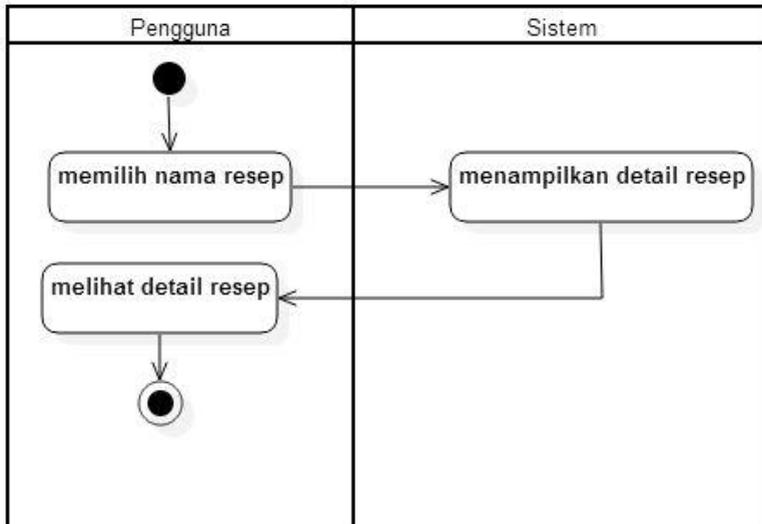 Pengguna
Sistem
memilih nama resep
menampilkan detail resep
melihat detail resep